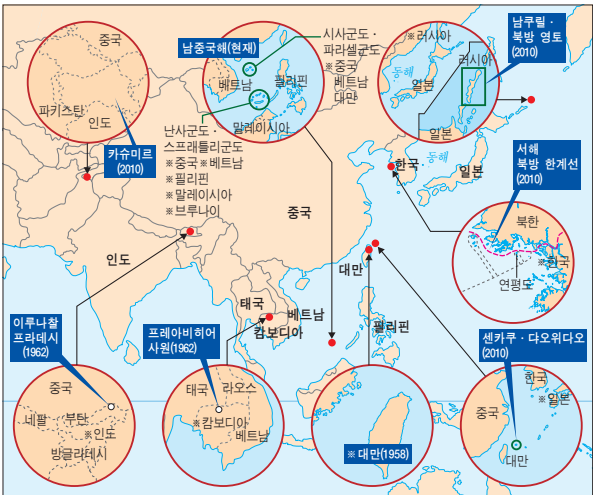 중국
파키스탄
인도
카슈미르
(2010)
남중국해(현재)
베트남
필리핀
말레이시아
시사군도·
파라셀군도
※중국
베트남
대만
난사군도·
스프래틀리군도
※중국※베트남
※필리핀
※말레이시아
※브루나이
※러시아
러시아
동해
일본
일본
남쿠릴·
북방 영토
(2010)
한국
동해
일본
서해
북방 한계선
(2010)
북한
※한국
연평도
중국
인도
대만
태국
베트남
캄보디아
필리핀
이루나찰
프라데시
(1962)
중국
네팔
부탄
※인도
방글라데시
프레아비히어
사원(1962)
태국
라오스
※캄보디아
베트남
※대만(1958)
센카쿠·다오위다오
(2010)
한국
※일본
중국
대만